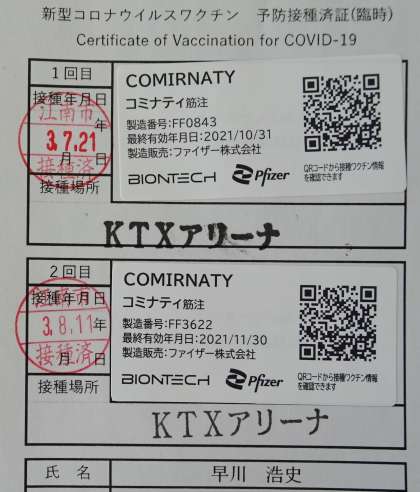 新型コロナウイルスワクチン 予防接種済証(臨時)
Certificate of Vaccination for COVID-19
1回目
接種年月日
江南市
年
3.7.21
月 日
接種済
接種場所
COMIRNATY
コミナティ筋注
製造番号:FF0843
最終有効年月日:2021/10/31
製造販売:ファイザー株式会社
BIONTECH Pfizer
QRコードから接種ワクチン情報
を確認できます
KTXアリーナ
2回目
接種年月日
3.8.11年
月 日
接種済
接種場所
COMIRNATY
コミナティ筋注
製造番号:FF3622
最終有効年月日:2021/11/30
製造販売:ファイザー株式会社
BIONTECH Pfizer
QRコードから接種ワクチン情報
を確認できます
KTXアリーナ
氏 名 早川 浩史